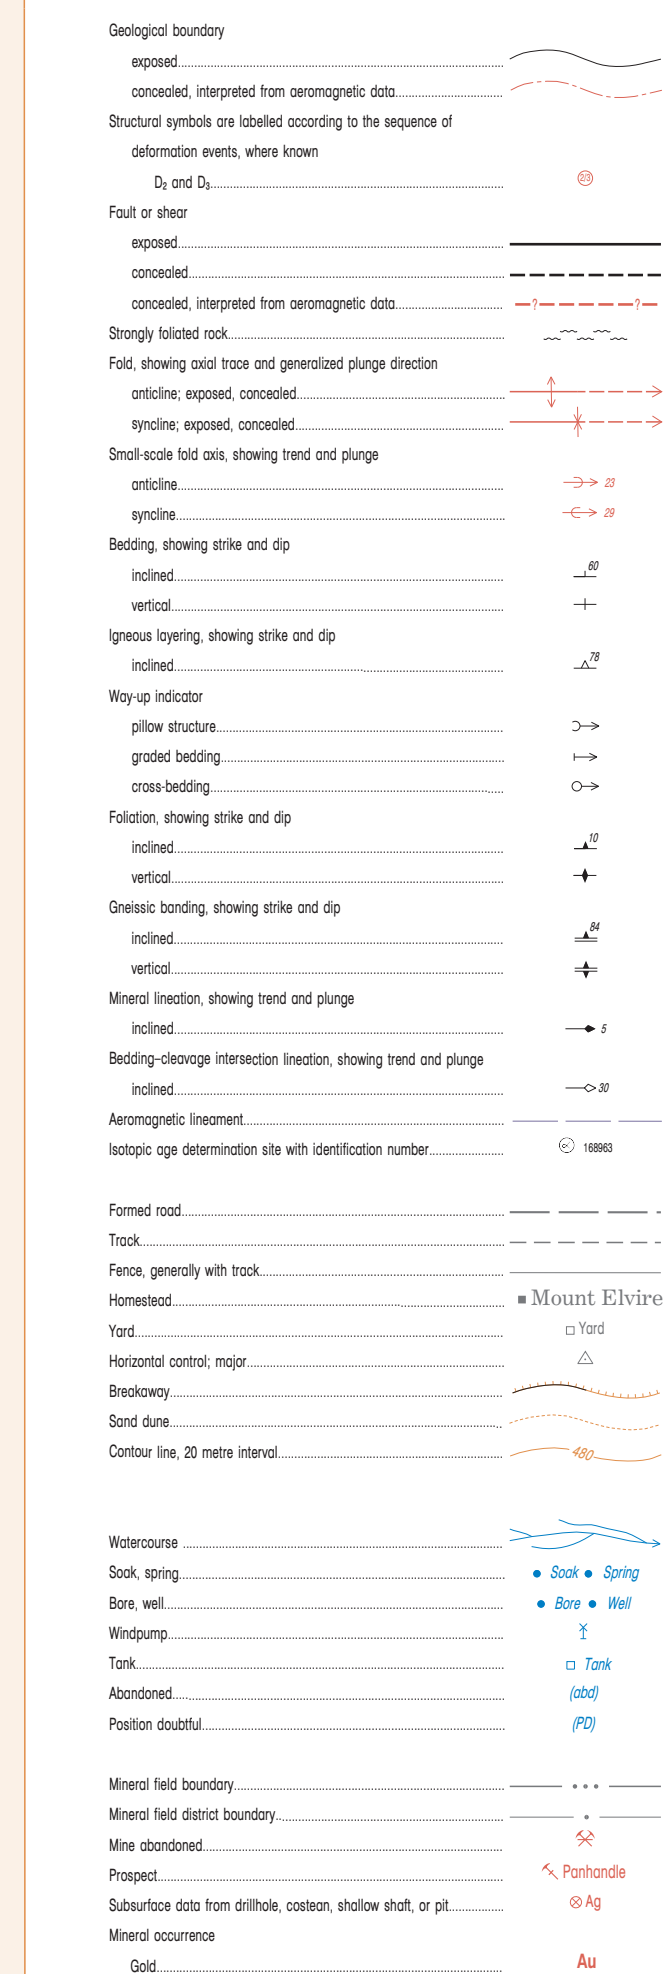 Geological boundary
exposed
concealed, interpreted from aeromagnetic data
Structural symbols are labelled according to the sequence of
deformation events, where known
D₂ and D₃ 2/3
Fault or shear
exposed
concealed
concealed, interpreted from aeromagnetic data ? ?
Strongly foliated rock
Fold, showing axial trace and generalized plunge direction
anticline; exposed, concealed
syncline; exposed, concealed
Small-scale fold axis, showing trend and plunge
anticline 23
syncline 29
Bedding, showing strike and dip
inclined 60
vertical
Igneous layering, showing strike and dip
inclined 78
Way-up indicator
pillow structure
graded bedding
cross-bedding
Foliation, showing strike and dip
inclined 10
vertical
Gneissic banding, showing strike and dip
inclined 84
vertical
Mineral lineation, showing trend and plunge
inclined 5
Bedding–cleavage intersection lineation, showing trend and plunge
inclined 30
Aeromagnetic lineament
Isotopic age determination site with identification number 168963
Formed road
Track
Fence, generally with track
Homestead Mount Elvire
Yard Yard
Horizontal control; major
Breakaway
Sand dune
Contour line, 20 metre interval 480
Watercourse
Soak, spring Soak Spring
Bore, well Bore Well
Windpump
Tank Tank
Abandoned (abd)
Position doubtful (PD)
Mineral field boundary
Mineral field district boundary
Mine abandoned
Prospect Panhandle
Subsurface data from drillhole, costean, shallow shaft, or pit Ag
Mineral occurrence
Gold Au